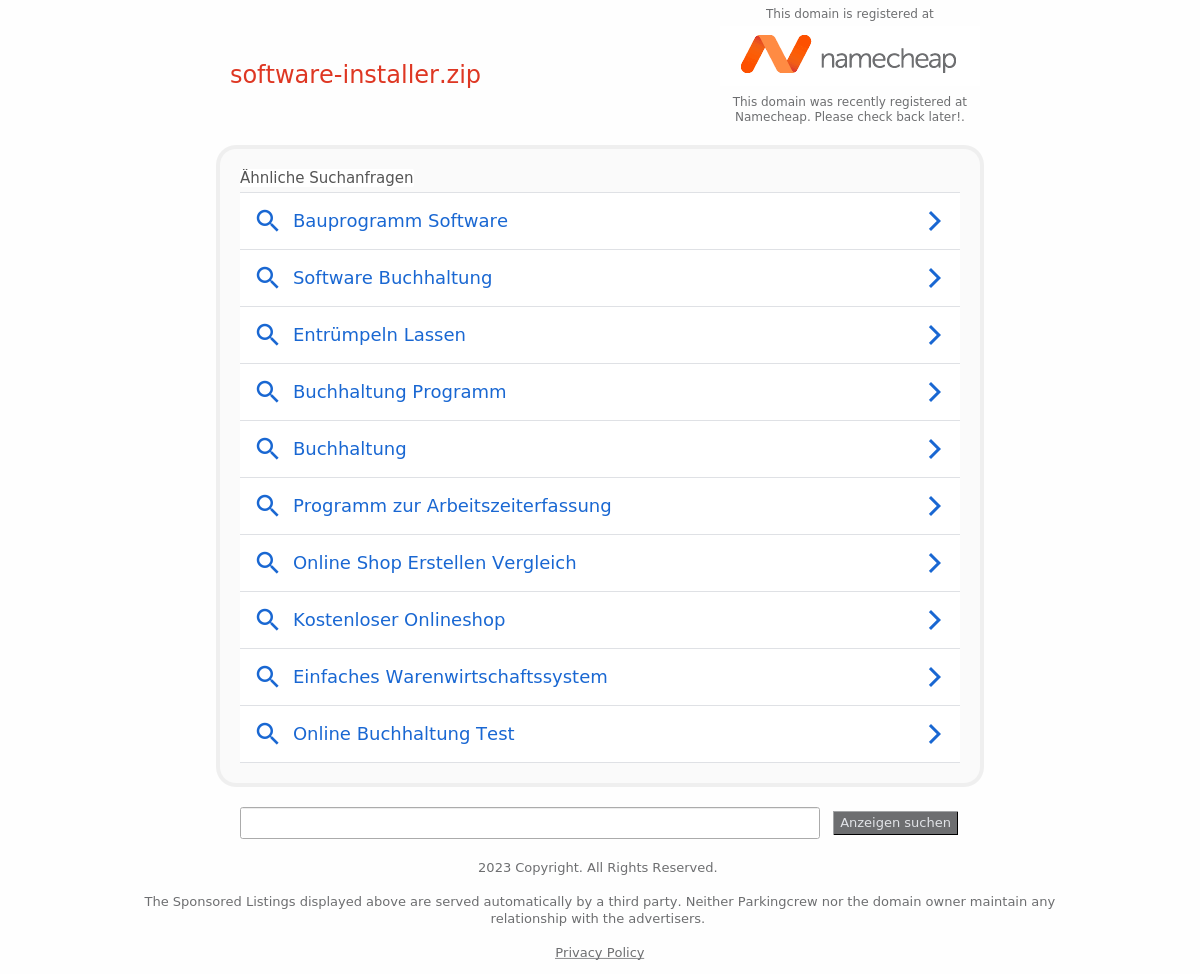 This domain is registered at
namecheap
software-installer.zip
This domain was recently registered at
Namecheap. Please check back later!.
Ähnliche Suchanfragen
Bauprogramm Software
Software Buchhaltung
Entrümpeln Lassen
Buchhaltung Programm
Buchhaltung
Programm zur Arbeitszeiterfassung
Online Shop Erstellen Vergleich
Kostenloser Onlineshop
Einfaches Warenwirtschaftssystem
Online Buchhaltung Test
Anzeigen suchen
2023 Copyright. All Rights Reserved.
The Sponsored Listings displayed above are served automatically by a third party. Neither Parkingcrew nor the domain owner maintain any
relationship with the advertisers.
Privacy Policy